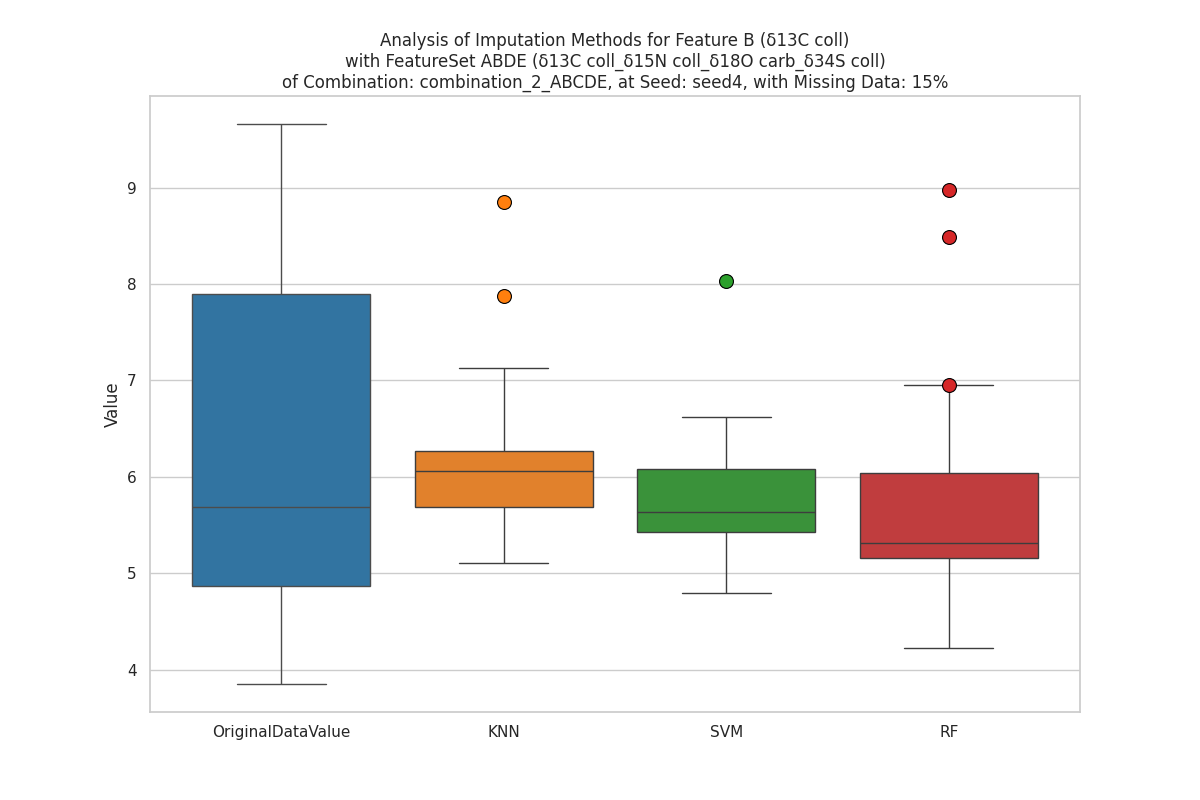 Analysis of Imputation Methods for Feature B (δ13C coll)
with FeatureSet ABDE (δ13C coll_δ15N coll_δ18O carb_δ34S coll)
of Combination: combination_2_ABCDE, at Seed: seed4, with Missing Data: 15%
9
8
7
6
5
4
Value
OriginalDataValue
KNN
SVM
RF